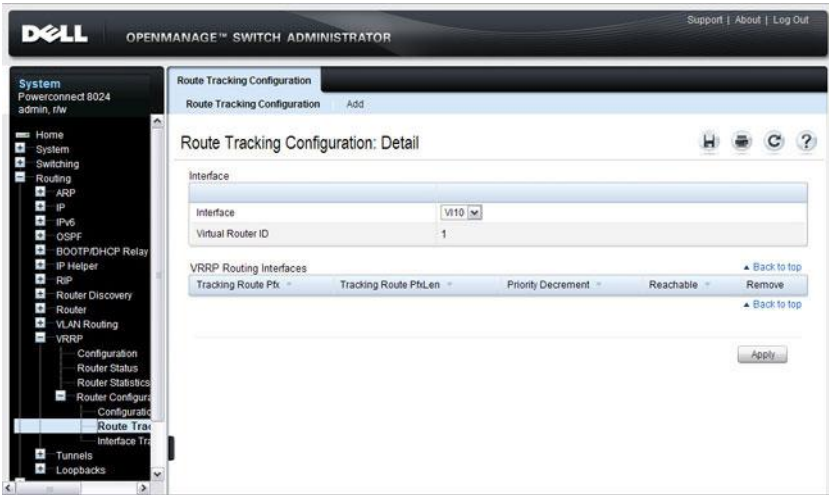 Support | About | Log Out
DELL OPENMANAGE™ SWITCH ADMINISTRATOR
System
Powerconnect 8024
admin, r/w
Home
System
Switching
Routing
ARP
IP
IPv6
OSPF
BOOTP/DHCP Relay
IP Helper
RIP
Router Discovery
Router
VLAN Routing
VRRP
Configuration
Router Status
Router Statistics
Router Configura
Configuratio
Route Trac
Interface Tra
Tunnels
Loopbacks
Route Tracking Configuration
Route Tracking Configuration Add
Route Tracking Configuration: Detail
Interface
Interface Vl10
Virtual Router ID 1
Back to top
VRRP Routing Interfaces
Tracking Route Pfx Tracking Route PfxLen Priority Decrement Reachable Remove
Back to top
Apply